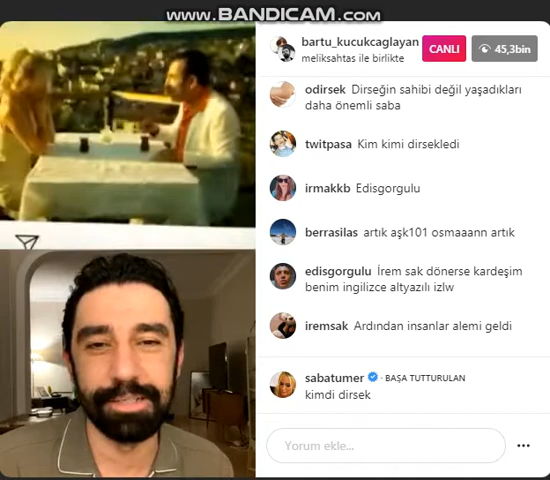 www.BANDICAM.com
bartu_kucukcaglayan
meliksahtas ile birlikte
CANLI
45,3bin
odirsek Dirseğin sahibi değil yaşadıkları
daha önemli saba
twitpasa Kim kimi dirsekledi
irmakkb Edisgorgulu
berrasilas artık aşk101 osmaaann artık
edisgorgulu İrem sak dönerse kardeşim
benim ingilizce altyazılı izlw
iremsak Ardından insanlar alemi geldi
sabatumer · BAŞA TUTTURULAN
kimdi dirsek
Yorum ekle...